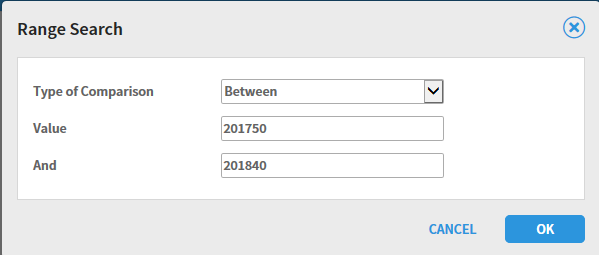 Range Search
Type of Comparison Between
Value 201750
And 201840
CANCEL OK